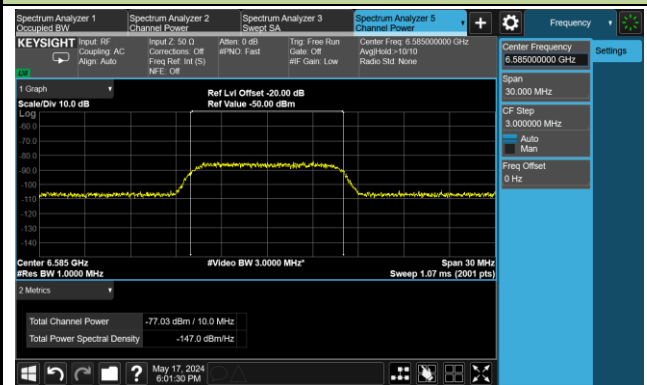 Spectrum Analyzer 1
Occupied BW
Spectrum Analyzer 2
Channel Power
Spectrum Analyzer 3
Swept SA
Spectrum Analyzer 5
Channel Power
Frequency
KEYSIGHT
Input: RF
Coupling: AC
Align: Auto
Input Z: 50 Ω
Corrections: Off
Freq Ref: Int (S)
NFE: Off
Atten: 0 dB
#PNO: Fast
Trig: Free Run
Gate: Off
#IF Gain: Low
Center Freq: 6.585000000 GHz
Avg|Hold:>10/10
Radio Std: None
LXI
1 Graph
Scale/Div 10.0 dB
Ref Lvl Offset -20.00 dB
Ref Value -50.00 dBm
Log
-60.0
-70.0
-80.0
-90.0
-100
-110
-120
-130
-140
Center 6.585 GHz
#Res BW 1.0000 MHz
#Video BW 3.0000 MHz*
Span 30 MHz
Sweep 1.07 ms (2001 pts)
2 Metrics
Total Channel Power
-77.03 dBm / 10.0 MHz
Total Power Spectral Density
-147.0 dBm/Hz
May 17, 2024
6:01:30 PM
Center Frequency
6.585000000 GHz
Settings
Span
30.000 MHz
CF Step
3.000000 MHz
Auto
Man
Freq Offset
0 Hz